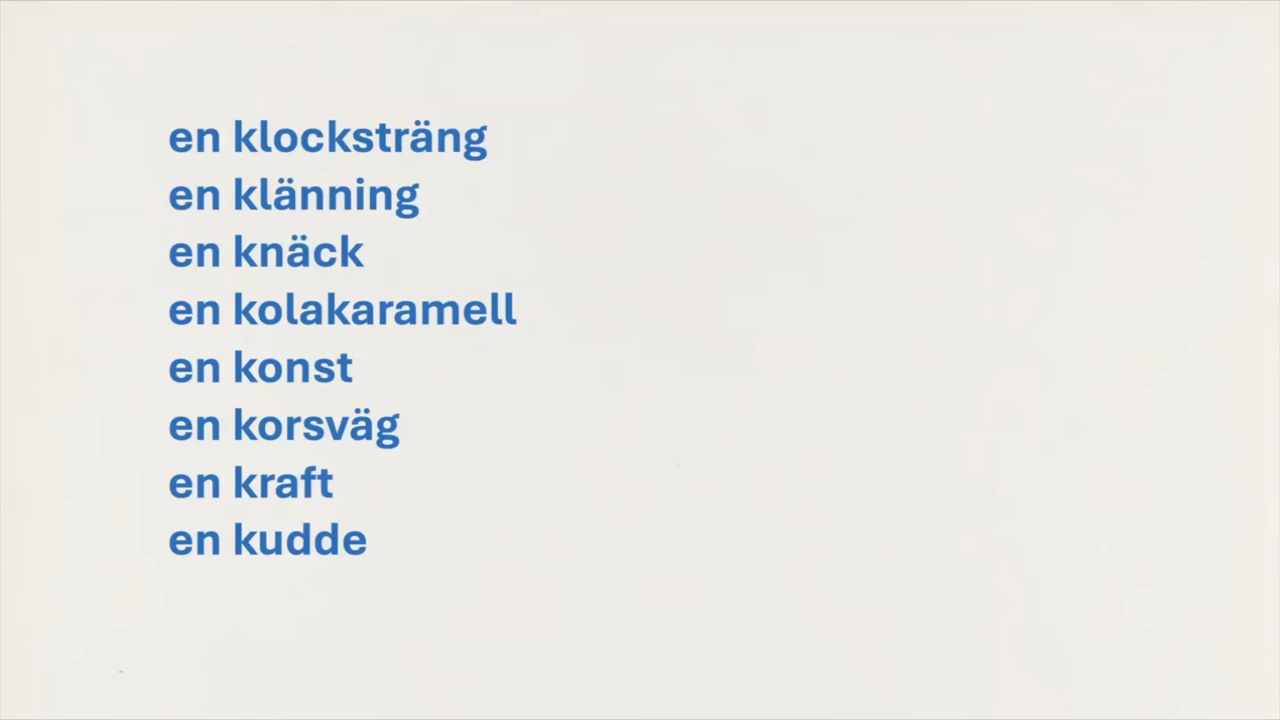 en klocksträng
en klänning
en knäck
en kolakaramell
en konst
en korsväg
en kraft
en kudde